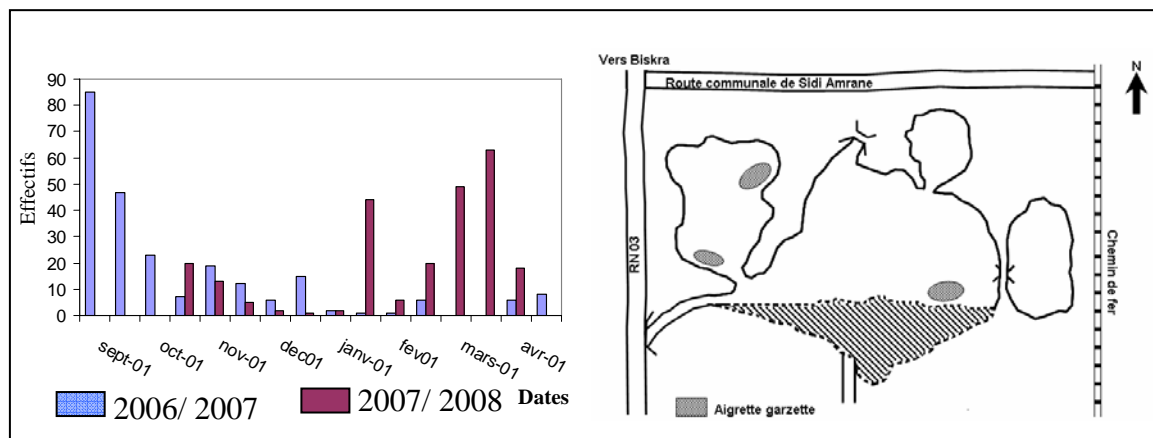 90
80
70
60
50
40
30
20
10
0
Effectifs
sept-01
oct-01
nov-01
dec01
janv-01
fev01
mars-01
avr-01
2006/ 2007
2007/ 2008
Dates
Vers Biskra
N
Route communale de Sidi Amrane
RN 03
Chemin de fer
Aigrette garzette